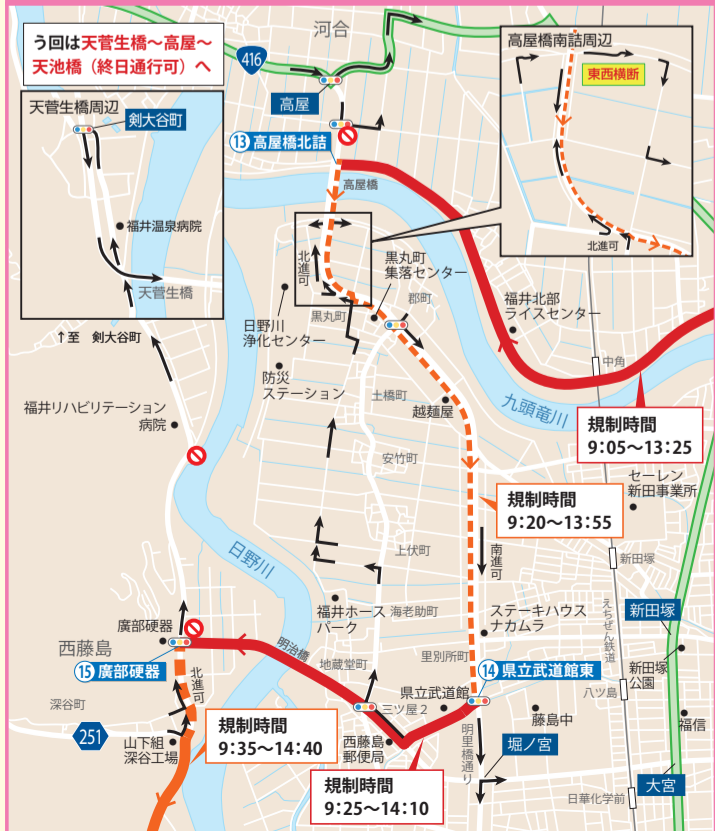 う回は天菅生橋～高屋～
天池橋（終日通行可）へ
河合
416
高屋
高屋橋南詰周辺
東西横断
北進可
天菅生橋周辺
剣大谷町
福井温泉病院
天菅生橋
↑至 剣大谷町
⑬ 高屋橋北詰
高屋橋
北進可
黒丸町
集落センター
郡町
黒丸町
日野川
浄化センター
福井北部
ライスセンター
中角
防災
ステーション
土橋町
越麺屋
九頭竜川
福井リハビリテーション
病院
規制時間
9:05～13:25
安竹町
セーレン
新田事業所
規制時間
9:20～13:55
日野川
上伏町
南進可
新田塚
えちぜん鉄道
新田塚
福井ホース
パーク
海老助町
ステーキハウス
ナカムラ
廣部硬器
西藤島
明治橋
⑮ 廣部硬器
地蔵堂町
里別所町
新田塚
公園
⑭ 県立武道館東
八ツ島
北進可
深谷町
県立武道館
三ツ屋2
藤島中
福信
251
山下組
深谷工場
規制時間
9:35～14:40
西藤島
郵便局
明里橋通り
堀ノ宮
規制時間
9:25～14:10
大宮
日華化学前